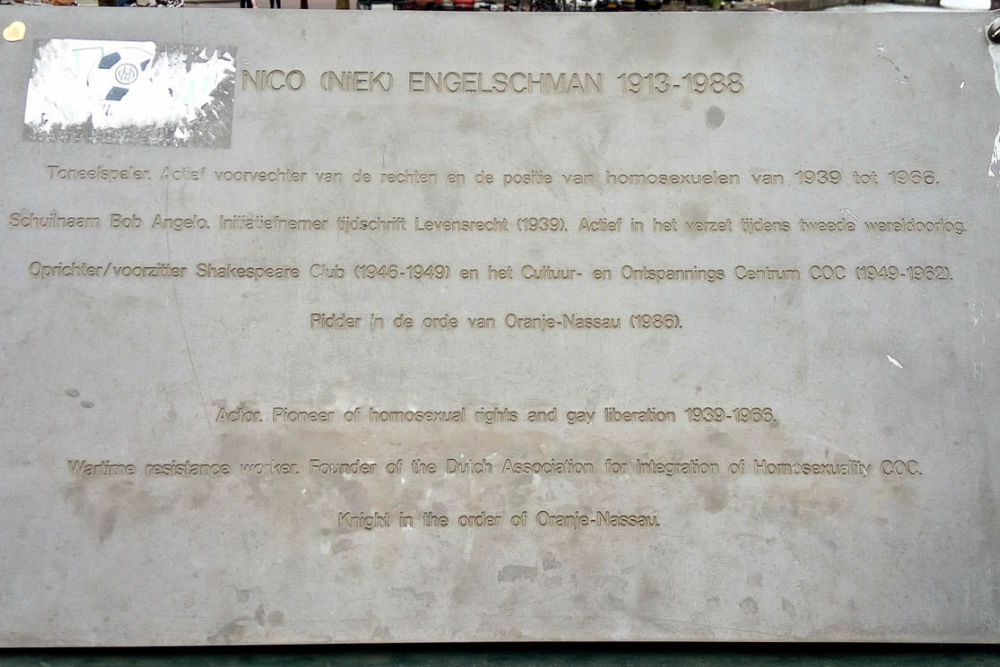 NICO (NIEK) ENGELSCHMAN 1913-1988
Toneelspeler. Actief voorvechter van de rechten en de positie van homosexuelen van 1939 tot 1966.
Schuilnaam Bob Angelo. Initiatiefnemer tijdschrift Levensrecht (1939). Actief in het verzet tijdens tweede wereldoorlog.
Oprichter/voorzitter Shakespeare Club (1946-1949) en het Cultuur- en Ontspannings Centrum COC (1949-1962).
Ridder in de orde van Oranje-Nassau (1986).
Actor. Pioneer of homosexual rights and gay liberation 1939-1966.
Wartime resistance worker. Founder of the Dutch Association for Integration of Homosexuality COC.
Knight in the order of Oranje-Nassau.